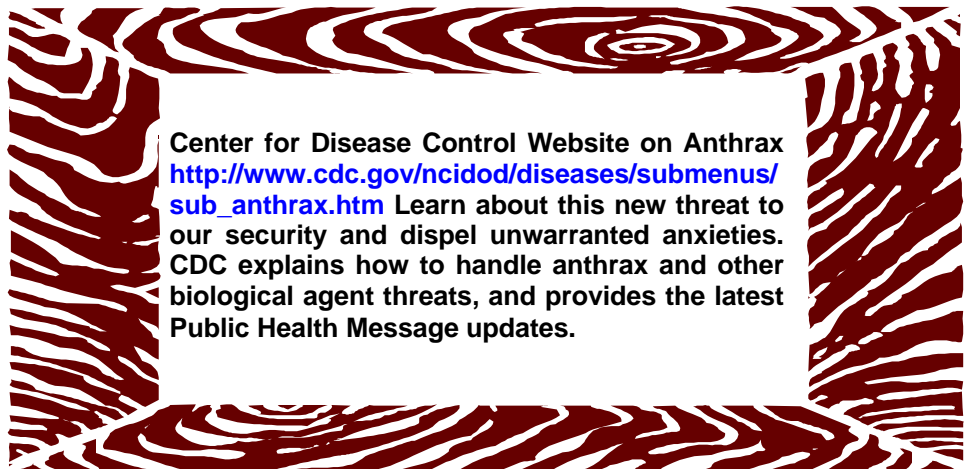 Center for Disease Control Website on Anthrax
http://www.cdc.gov/ncidod/diseases/submenus/
sub_anthrax.htm Learn about this new threat to
our security and dispel unwarranted anxieties.
CDC explains how to handle anthrax and other
biological agent threats, and provides the latest
Public Health Message updates.